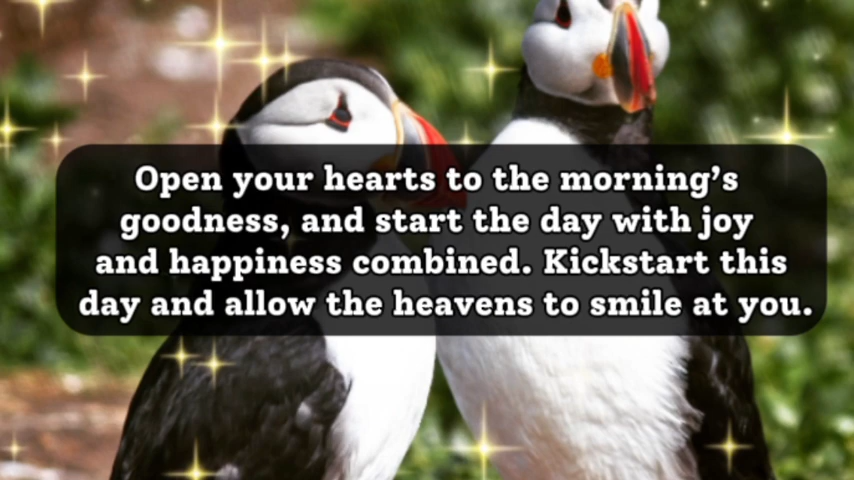 Open your hearts to the morning’s
goodness, and start the day with joy
and happiness combined. Kickstart this
day and allow the heavens to smile at you.